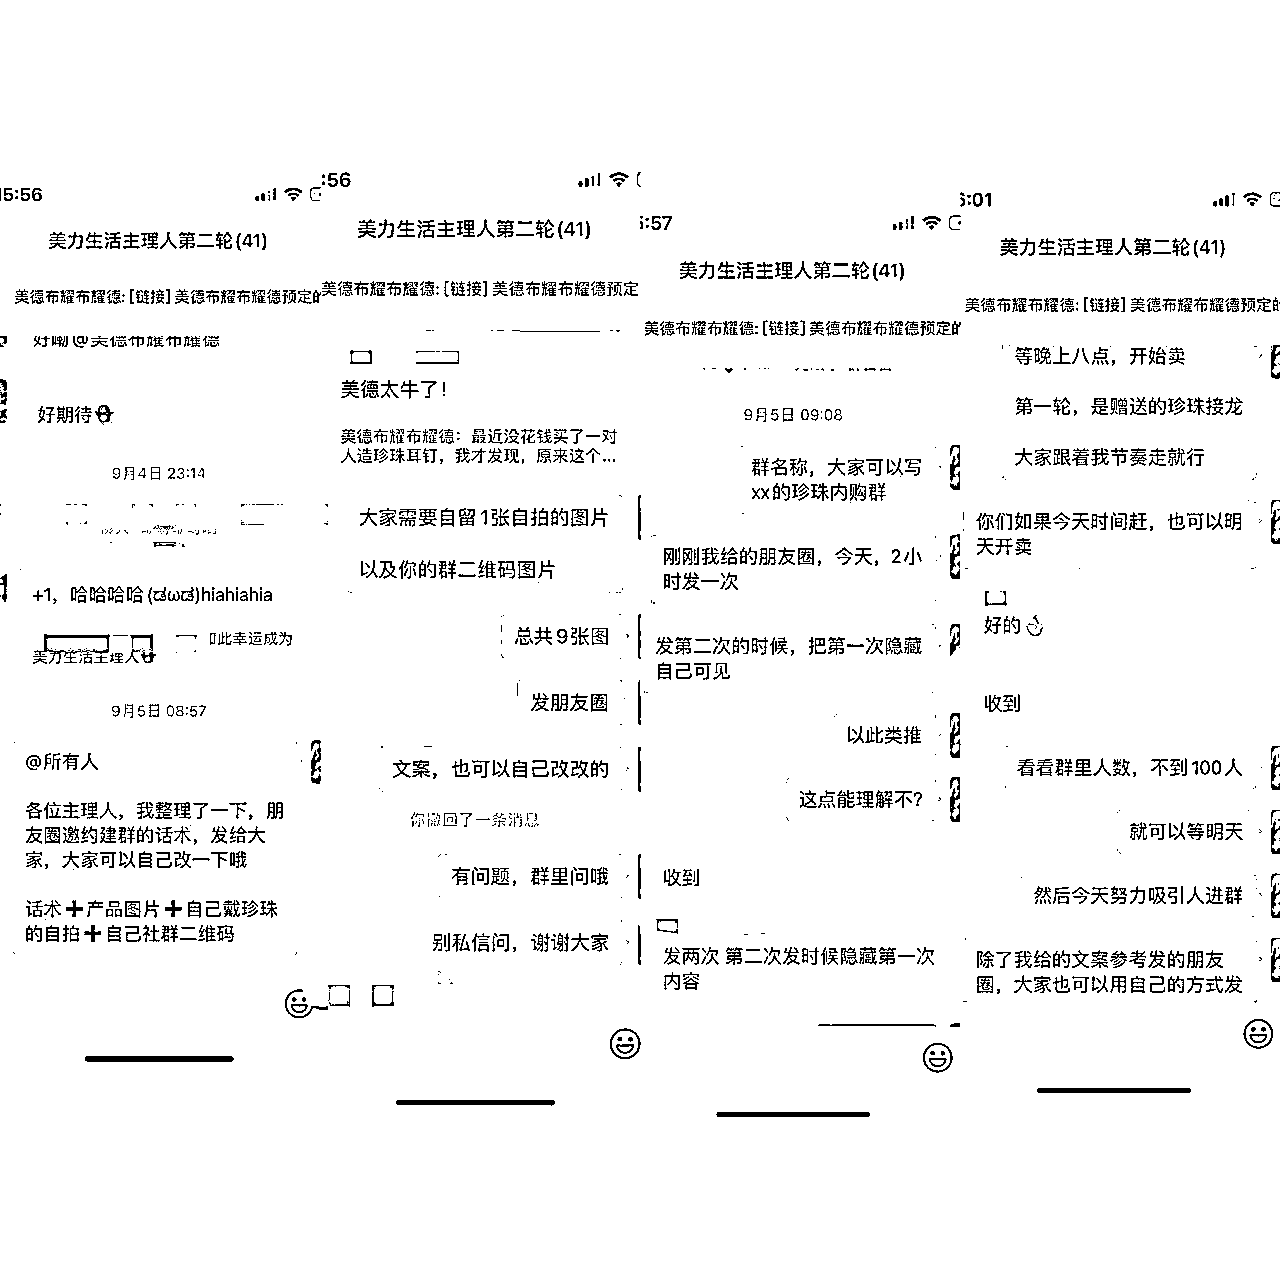 15:56
美力生活主理人第二轮(41)
美德布耀布耀德: [链接] 美德布耀布耀德预定的
好嘞@美德布耀布耀德
好期待
9月4日 23:14
+1，哈哈哈哈
hiahiahia
此幸运成为
美力生活主理人
9月5日 08:57
@所有人
各位主理人，我整理了一下，朋
友圈邀约建群的话术，发给大
家，大家可以自己改一下哦
话术➕产品图片➕自己戴珍珠
的自拍➕自己社群二维码
:56
美力生活主理人第二轮(41)
美德布耀布耀德: [链接] 美德布耀布耀德预定
美德太牛了!
美德布耀布耀德：最近没花钱买了一对
人造珍珠耳钉，我才发现，原来这个...
大家需要自留1张自拍的图片
以及你的群二维码图片
总共9张图
发朋友圈
文案，也可以自己改改的
你撤回了一条消息
有问题，群里问哦
别私信问，谢谢大家
:57
美力生活主理人第二轮(41)
美德布耀布耀德: [链接] 美德布耀布耀德预定的
9月5日 09:08
群名称，大家可以写
xx的珍珠内购群
刚刚我给的朋友圈，今天，2小
时发一次
发第二次的时候，把第一次隐藏
自己可见
以此类推
这点能理解不?
收到
发两次 第二次发时候隐藏第一次
内容
:01
美力生活主理人第二轮(41)
美德布耀布耀德: [链接] 美德布耀布耀德预定的
等晚上八点，开始卖
第一轮，是赠送的珍珠接龙
大家跟着我节奏走就行
你们如果今天时间赶，也可以明
天开卖
好的👌
收到
看看群里人数，不到100人
就可以等明天
然后今天努力吸引人进群
除了我给的文案参考发的朋友
圈，大家也可以用自己的方式发